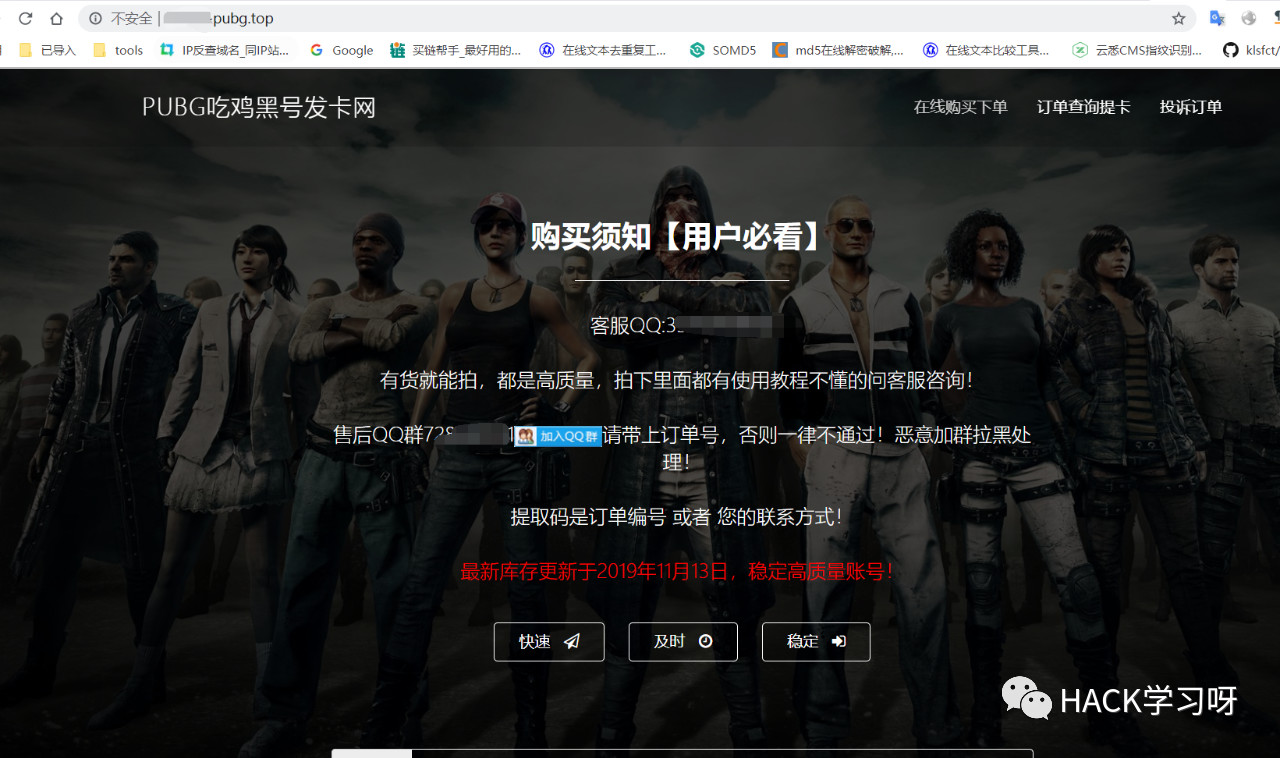 不安全 | -pubg.top
已导入 tools IP反查域名_同IP站... Google 买链帮手_最好用的... 在线文本去重复工... SOMD5 md5在线解密破解,... 在线文本比较工具... 云悉CMS指纹识别... klsfct/
PUBG吃鸡黑号发卡网 在线购买下单 订单查询提卡 投诉订单
购买须知【用户必看】
客服QQ:3
有货就能拍，都是高质量，拍下里面都有使用教程不懂的问客服咨询！
售后QQ群738 1 加入QQ群 请带上订单号，否则一律不通过！恶意加群拉黑处
理！
提取码是订单编号 或者 您的联系方式！
最新库存更新于2019年11月13日，稳定高质量账号！
快速 及时 稳定
HACK学习呀